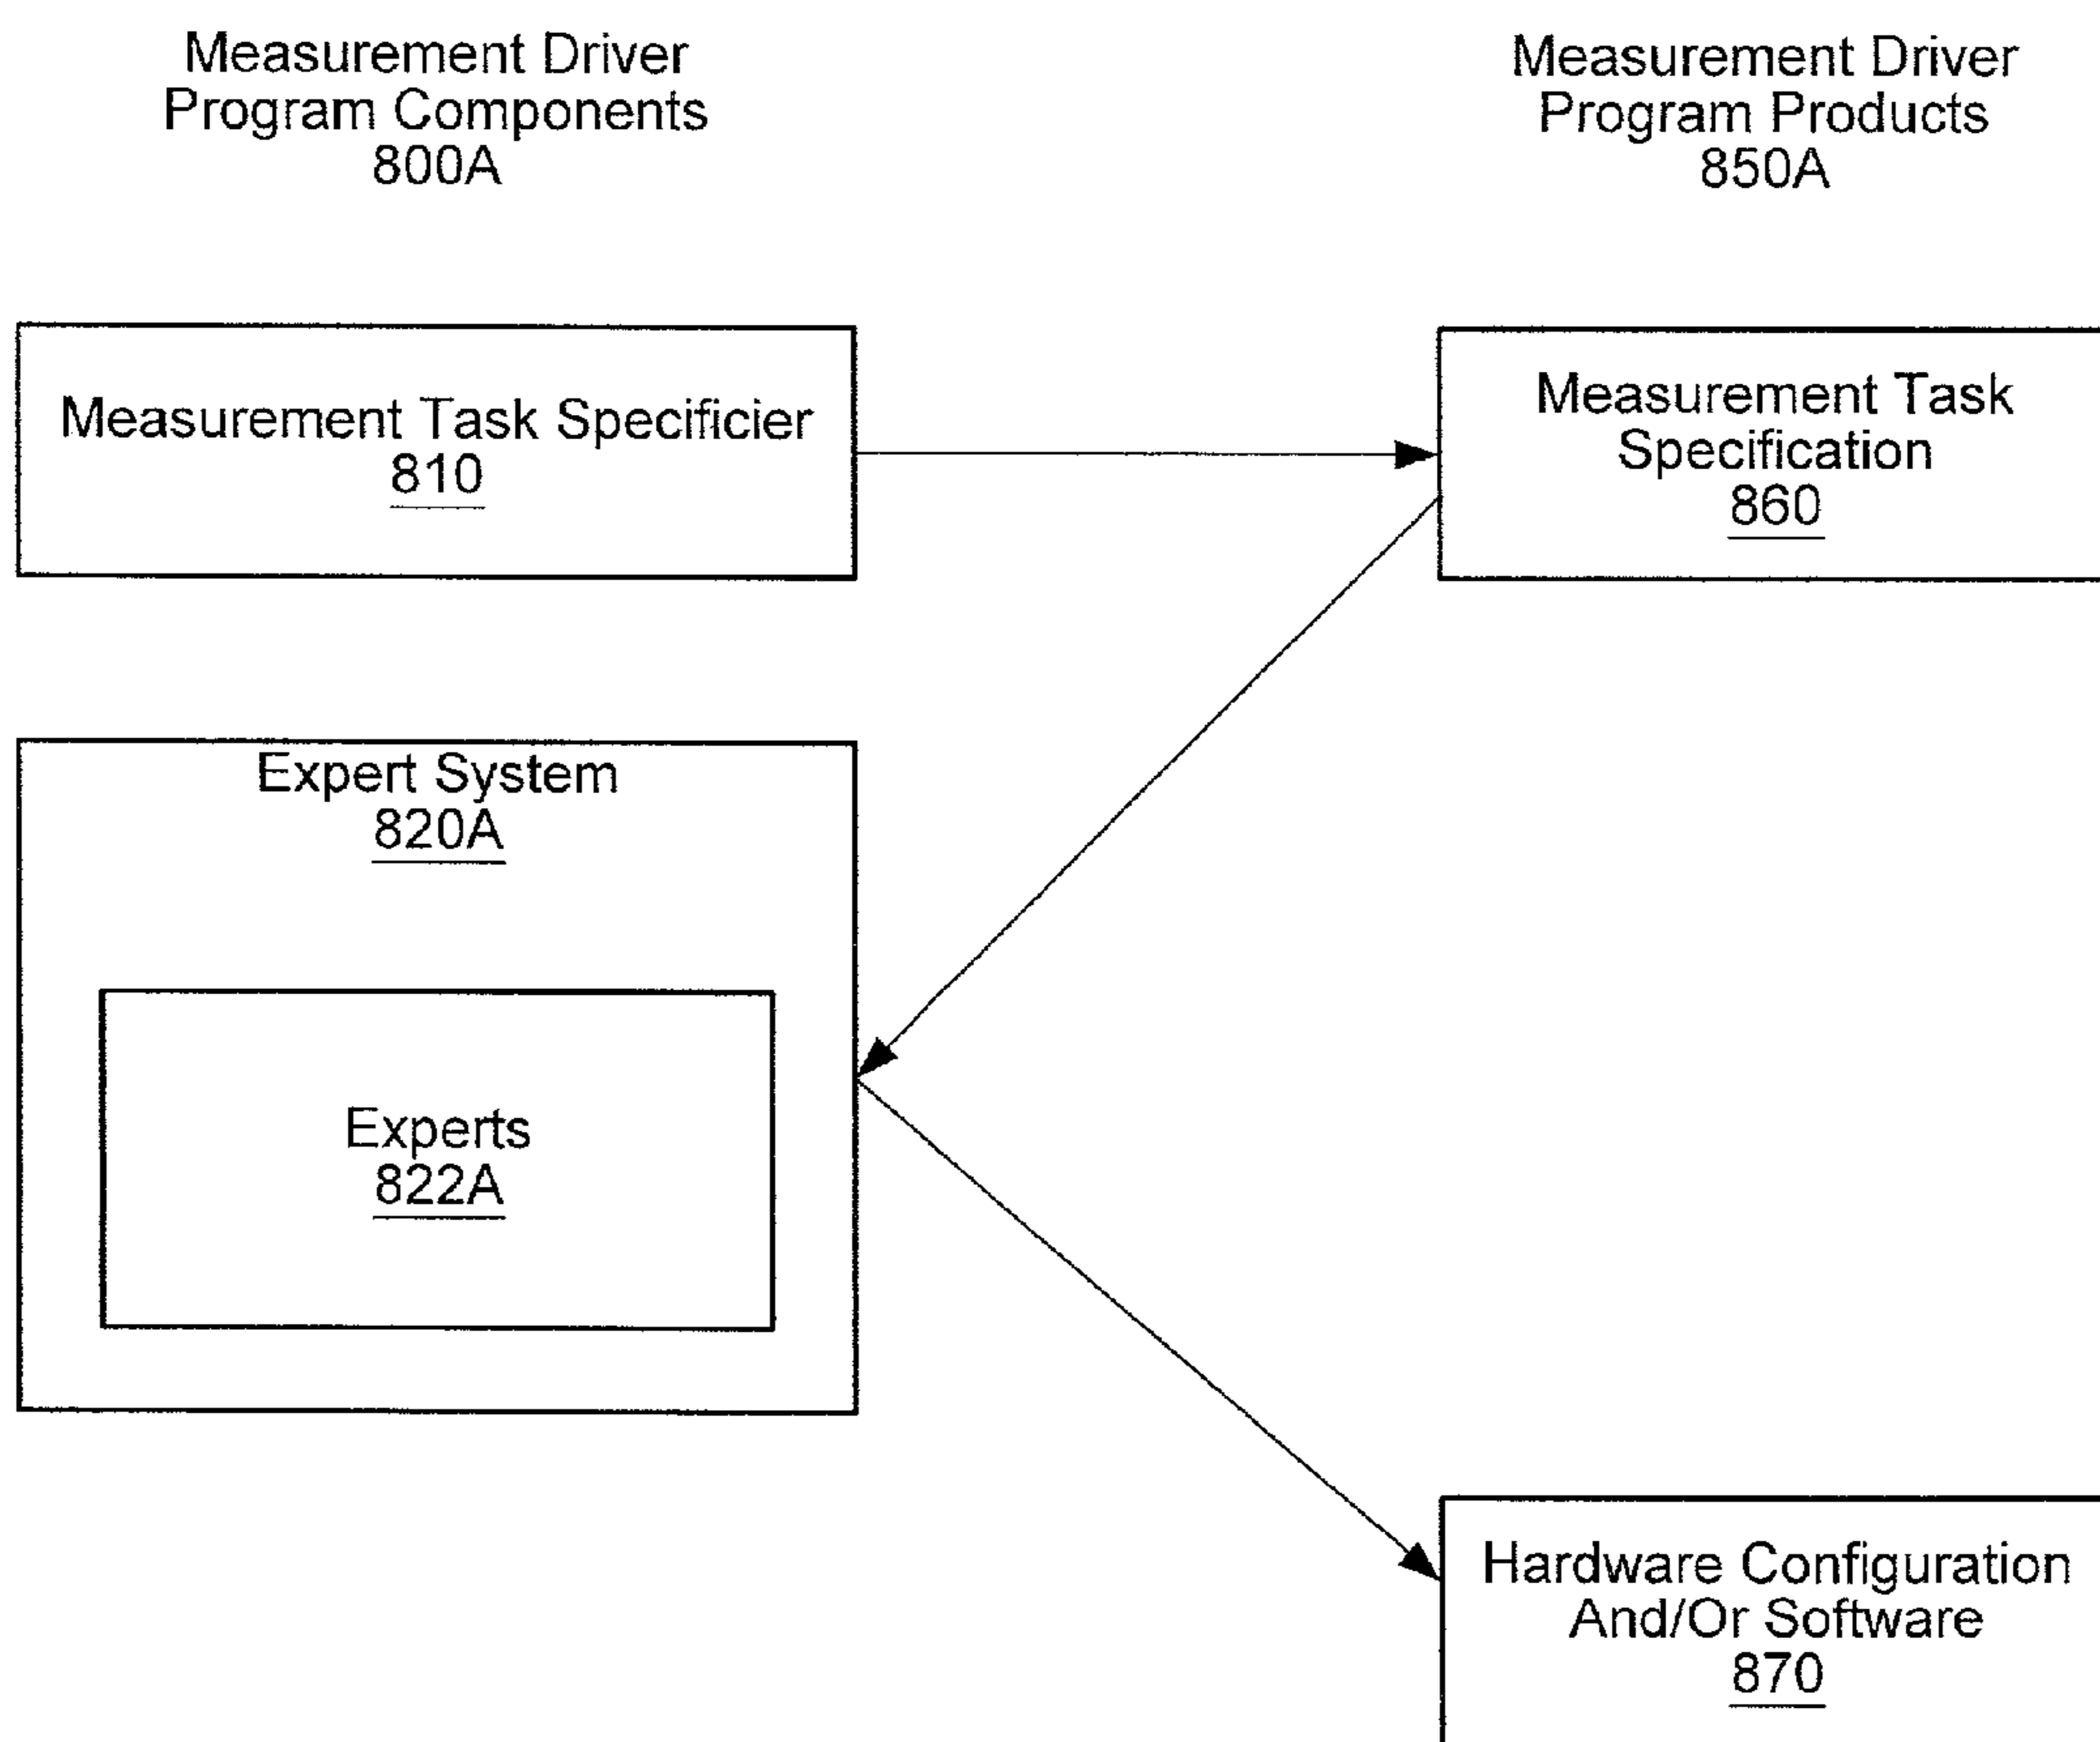 Measurement Driver
Program Components
800A
Measurement Driver
Program Products
850A
Measurement Task Specificier
810
Measurement Task
Specification
860
Expert System
820A
Experts
822A
Hardware Configuration
And/Or Software
870